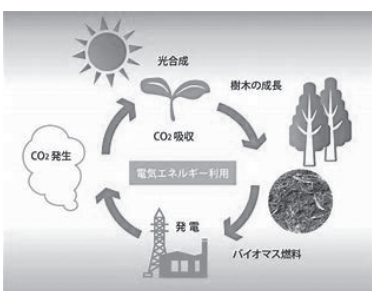 光合成
樹木の成長
CO2吸収
CO2発生
電気エネルギー利用
発電
バイオマス燃料